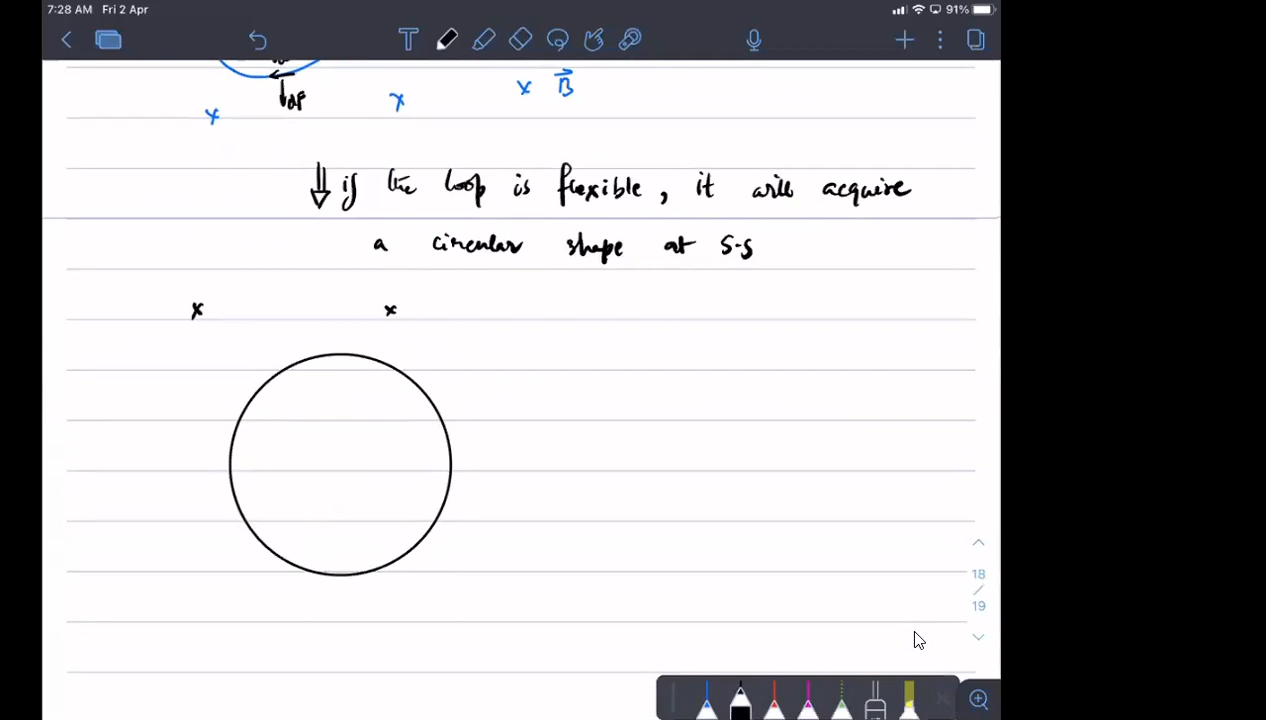 7:28 AM Fri 2 Apr 91%
T
↓dF
x x x B⃗
x
⇓ if the loop is flexible, it will acquire
a circular shape at S-S
x x
18
/
19